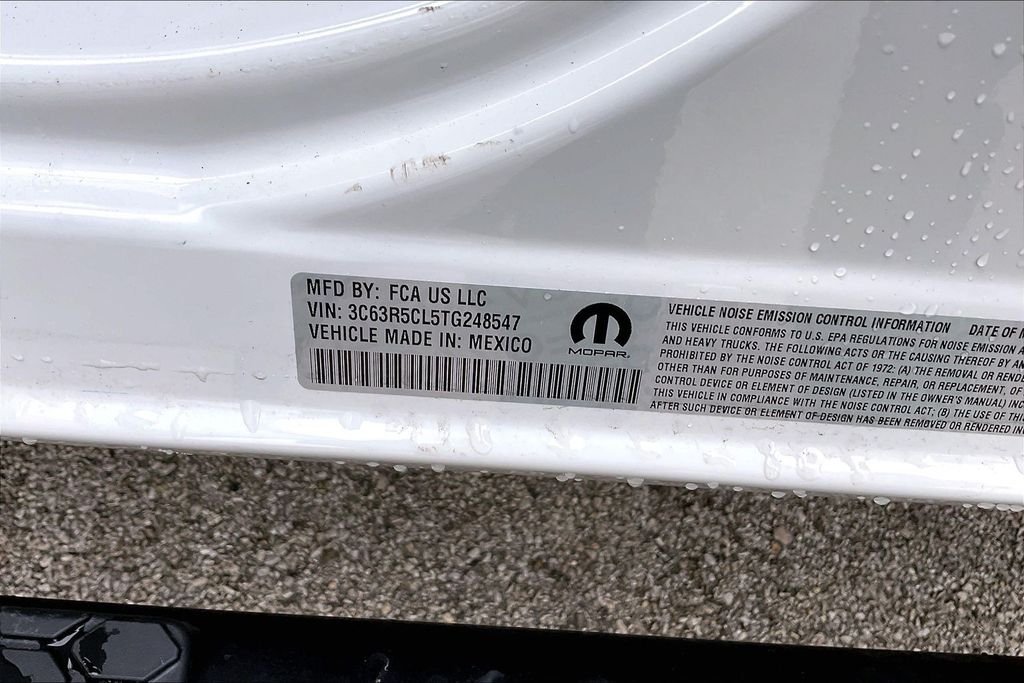 MFD BY: FCA US LLC
VIN: 3C63R5CL5TG248547
VEHICLE MADE IN: MEXICO
MOPAR
VEHICLE NOISE EMISSION CONTROL INFORMATION DATE OF
THIS VEHICLE CONFORMS TO U.S. EPA REGULATIONS FOR NOISE EMISSION
AND HEAVY TRUCKS. THE FOLLOWING ACTS OR THE CAUSING THEREOF BY
PROHIBITED BY THE NOISE CONTROL ACT OF 1972: (A) THE REMOVAL OR
OTHER THAN FOR PURPOSES OF MAINTENANCE, REPAIR, OR REPLACEMENT, OF
CONTROL DEVICE OR ELEMENT OF DESIGN (LISTED IN THE OWNER'S MANUAL)
THIS VEHICLE IN COMPLIANCE WITH THE NOISE CONTROL ACT; (B) THE USE OF
AFTER SUCH DEVICE OR ELEMENT OF DESIGN HAS BEEN REMOVED OR RENDERED